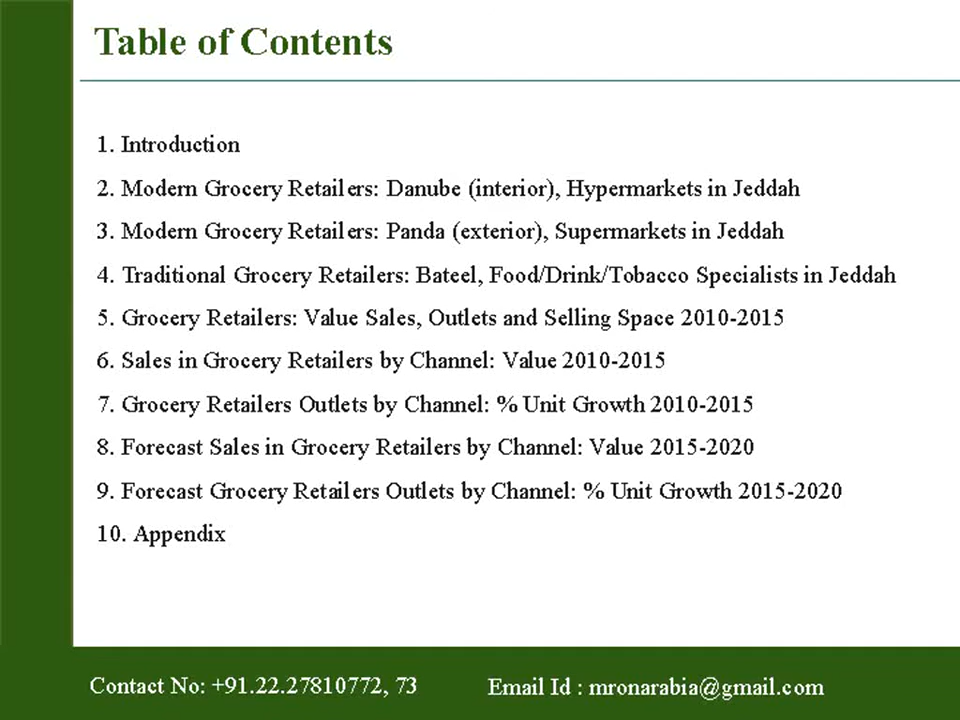 Table of Contents
1. Introduction
2. Modern Grocery Retailers: Danube (interior), Hypermarkets in Jeddah
3. Modern Grocery Retailers: Panda (exterior), Supermarkets in Jeddah
4. Traditional Grocery Retailers: Bateel, Food/Drink/Tobacco Specialists in Jeddah
5. Grocery Retailers: Value Sales, Outlets and Selling Space 2010-2015
6. Sales in Grocery Retailers by Channel: Value 2010-2015
7. Grocery Retailers Outlets by Channel: % Unit Growth 2010-2015
8. Forecast Sales in Grocery Retailers by Channel: Value 2015-2020
9. Forecast Grocery Retailers Outlets by Channel: % Unit Growth 2015-2020
10. Appendix
Contact No: +91.22.27810772, 73
Email Id : mronarabia@gmail.com